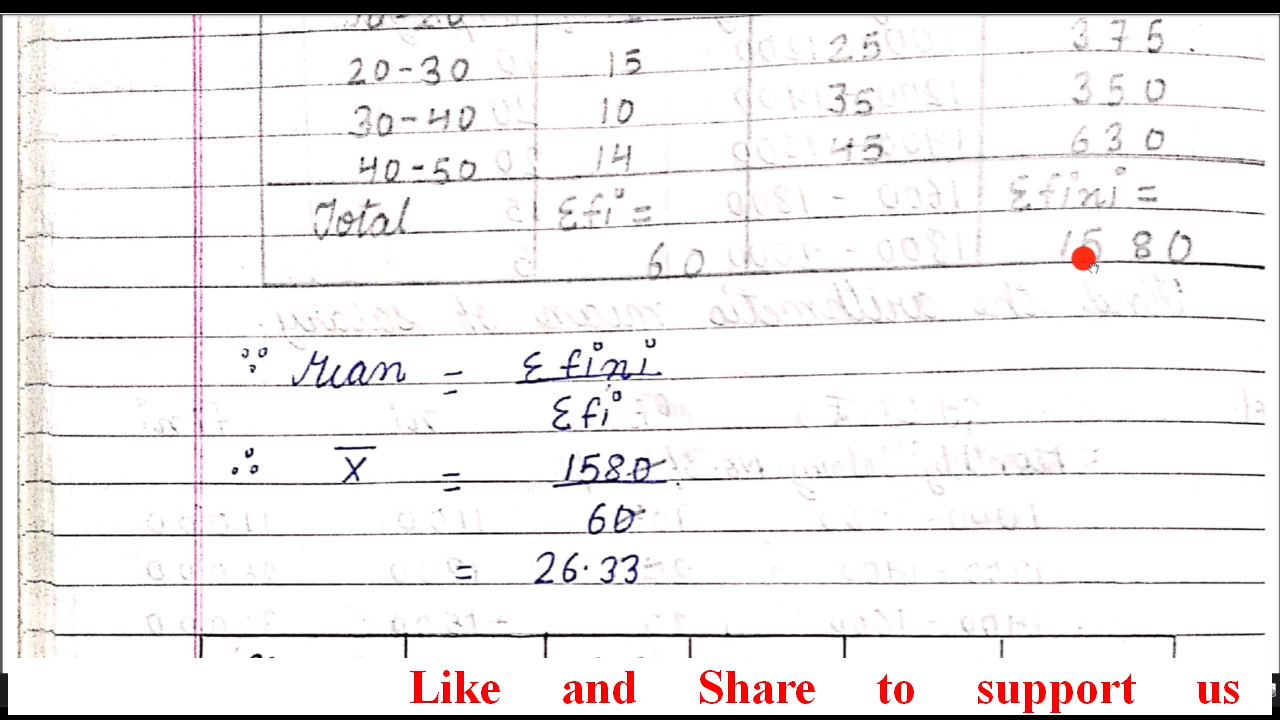 20-30 15 25 375.
30-40 10 35 350
40-50 14 45 630
Total Σfi = Σfixi =
60 1580
∵ Mean = Σfixi
Σfi
∴ X̅ = 1580
60
= 26.33
Like and Share to support us